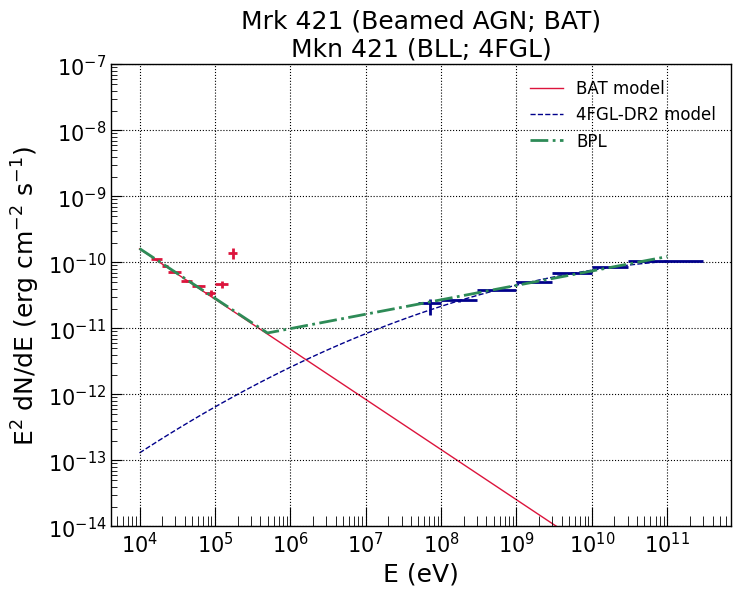 Mrk 421 (Beamed AGN; BAT)
Mkn 421 (BLL; 4FGL)
BAT model
4FGL-DR2 model
BPL
E² dN/dE (erg cm⁻² s⁻¹)
10⁻⁷
10⁻⁸
10⁻⁹
10⁻¹⁰
10⁻¹¹
10⁻¹²
10⁻¹³
10⁻¹⁴
10⁴ 10⁵ 10⁶ 10⁷ 10⁸ 10⁹ 10¹⁰ 10¹¹
E (eV)